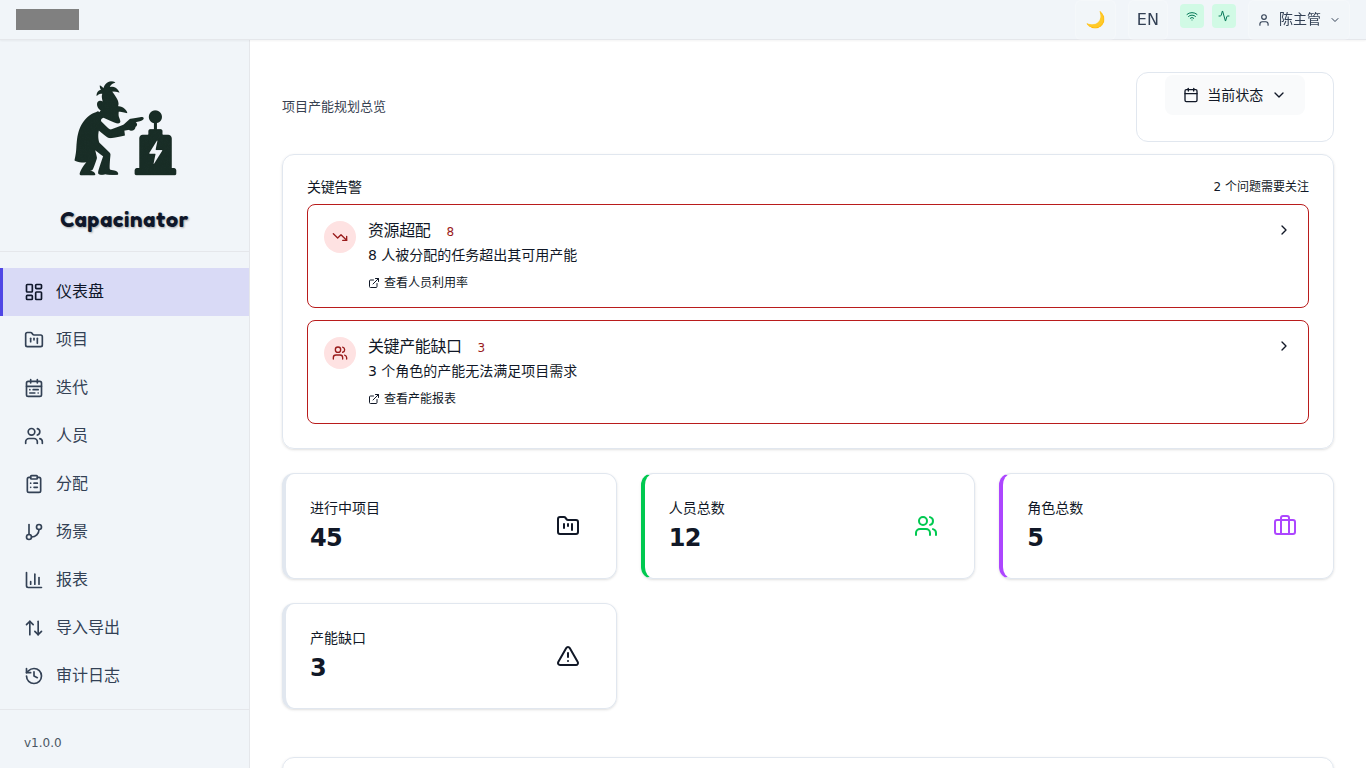 EN
陈主管
Capacinator
仪表盘
项目
迭代
人员
分配
场景
报表
导入导出
审计日志
v1.0.0
项目产能规划总览
当前状态
关键告警
2 个问题需要关注
资源超配 8
8 人被分配的任务超出其可用产能
查看人员利用率
关键产能缺口 3
3 个角色的产能无法满足项目需求
查看产能报表
进行中项目
45
人员总数
12
角色总数
5
产能缺口
3